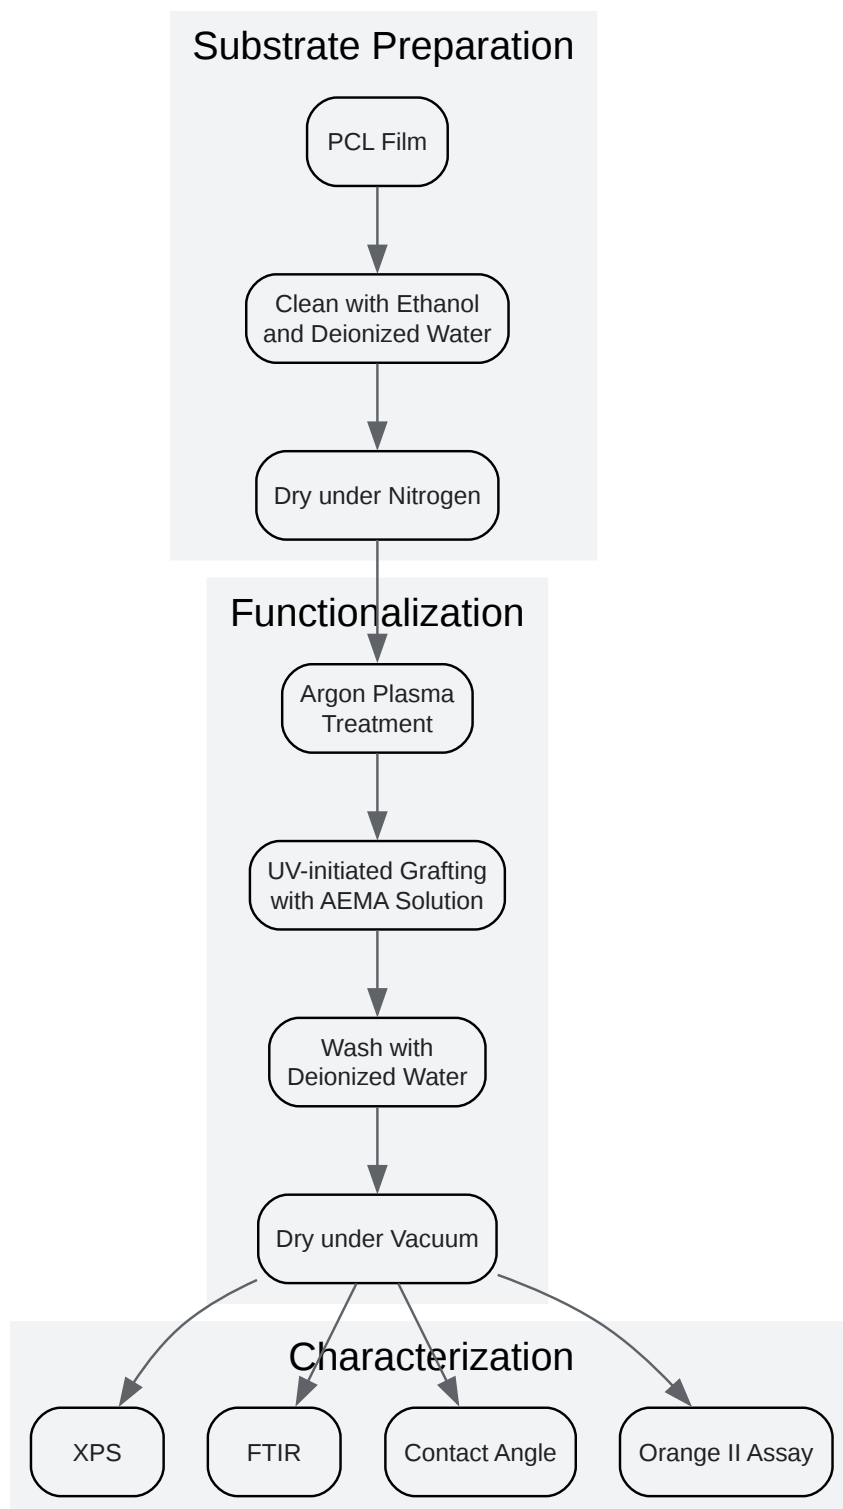 Substrate Preparation
PCL Film
Clean with Ethanol
and Deionized Water
Dry under Nitrogen
Functionalization
Argon Plasma
Treatment
UV-initiated Grafting
with AEMA Solution
Wash with
Deionized Water
Dry under Vacuum
Characterization
XPS
FTIR
Contact Angle
Orange II Assay